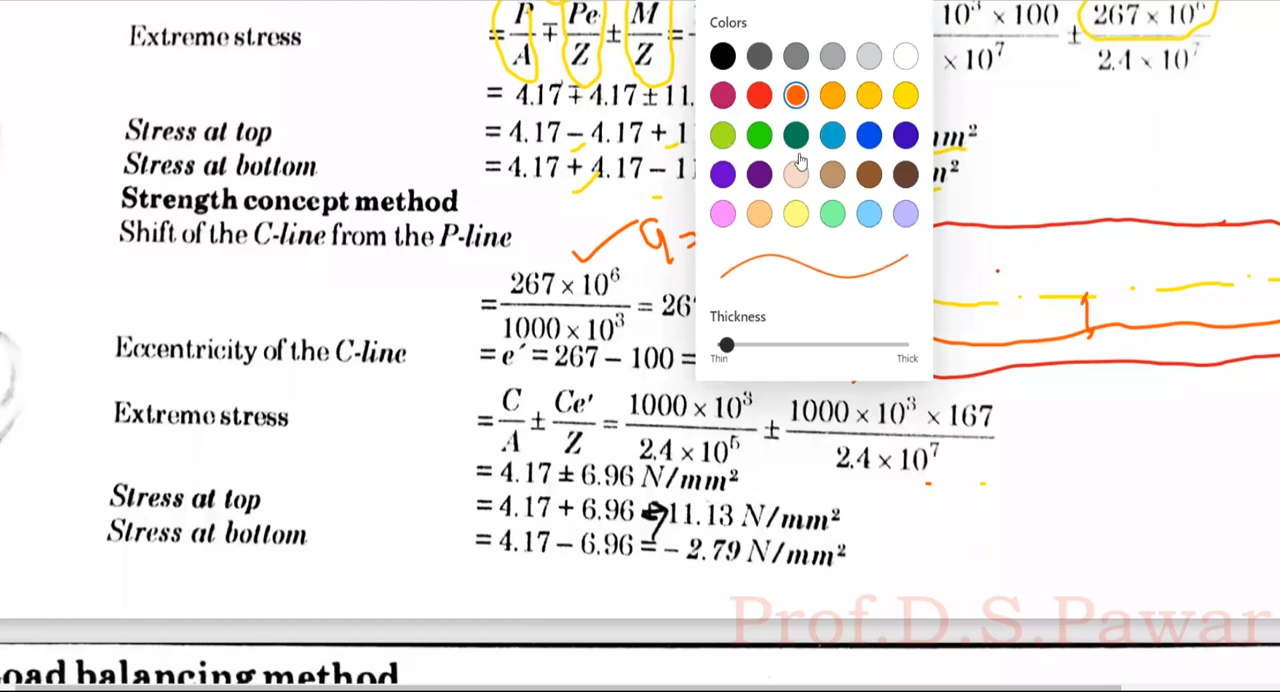 Colors
Extreme stress = P/A ∓ Pe/Z ± M/Z = 10³ × 100 / × 10⁷ ± 267 × 10⁶ / 2.4 × 10⁷
= 4.17 ∓ 4.17 ± 11.
Stress at top = 4.17 – 4.17 + 1 m²
Stress at bottom = 4.17 + 4.17 – 1 m²
Strength concept method
Shift of the C-line from the P-line
a =
= 267 × 10⁶ / 1000 × 10³ = 26
Thickness
Thin Thick
Eccentricity of the C-line = e´ = 267 – 100 =
Extreme stress = C/A ± Ce′/Z = 1000 × 10³ / 2.4 × 10⁵ ± 1000 × 10³ × 167 / 2.4 × 10⁷
= 4.17 ± 6.96 N/mm²
Stress at top = 4.17 + 6.96 = 11.13 N/mm²
Stress at bottom = 4.17 – 6.96 = – 2.79 N/mm²
Prof.D.S.Pawar
oad balancing method